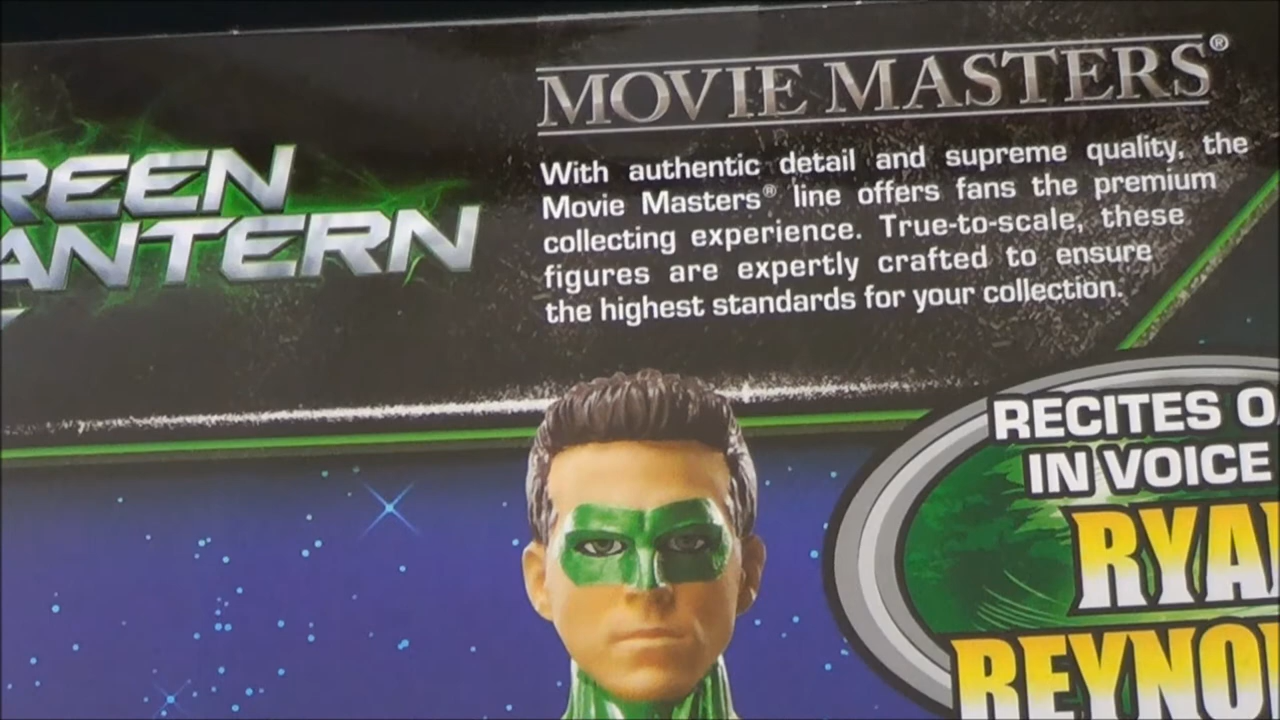 MOVIE MASTERS®
REEN
ANTERN
With authentic detail and supreme quality, the
Movie Masters® line offers fans the premium
collecting experience. True-to-scale, these
figures are expertly crafted to ensure
the highest standards for your collection.
RECITES O
IN VOICE
RYA
REYNO